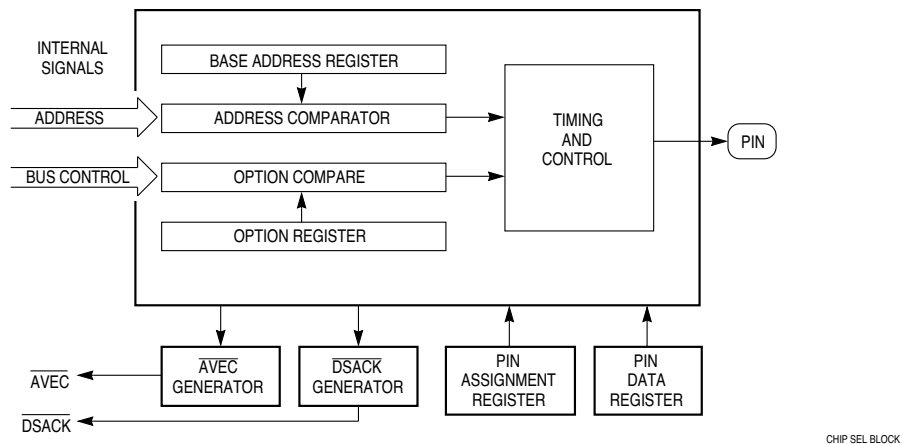 INTERNAL
SIGNALS
BASE ADDRESS REGISTER
ADDRESS
ADDRESS COMPARATOR
TIMING
AND
CONTROL
PIN
BUS CONTROL
OPTION COMPARE
OPTION REGISTER
AVEC
GENERATOR
DSACK
GENERATOR
PIN
ASSIGNMENT
REGISTER
PIN
DATA
REGISTER
AVEC
DSACK
CHIP SEL BLOCK